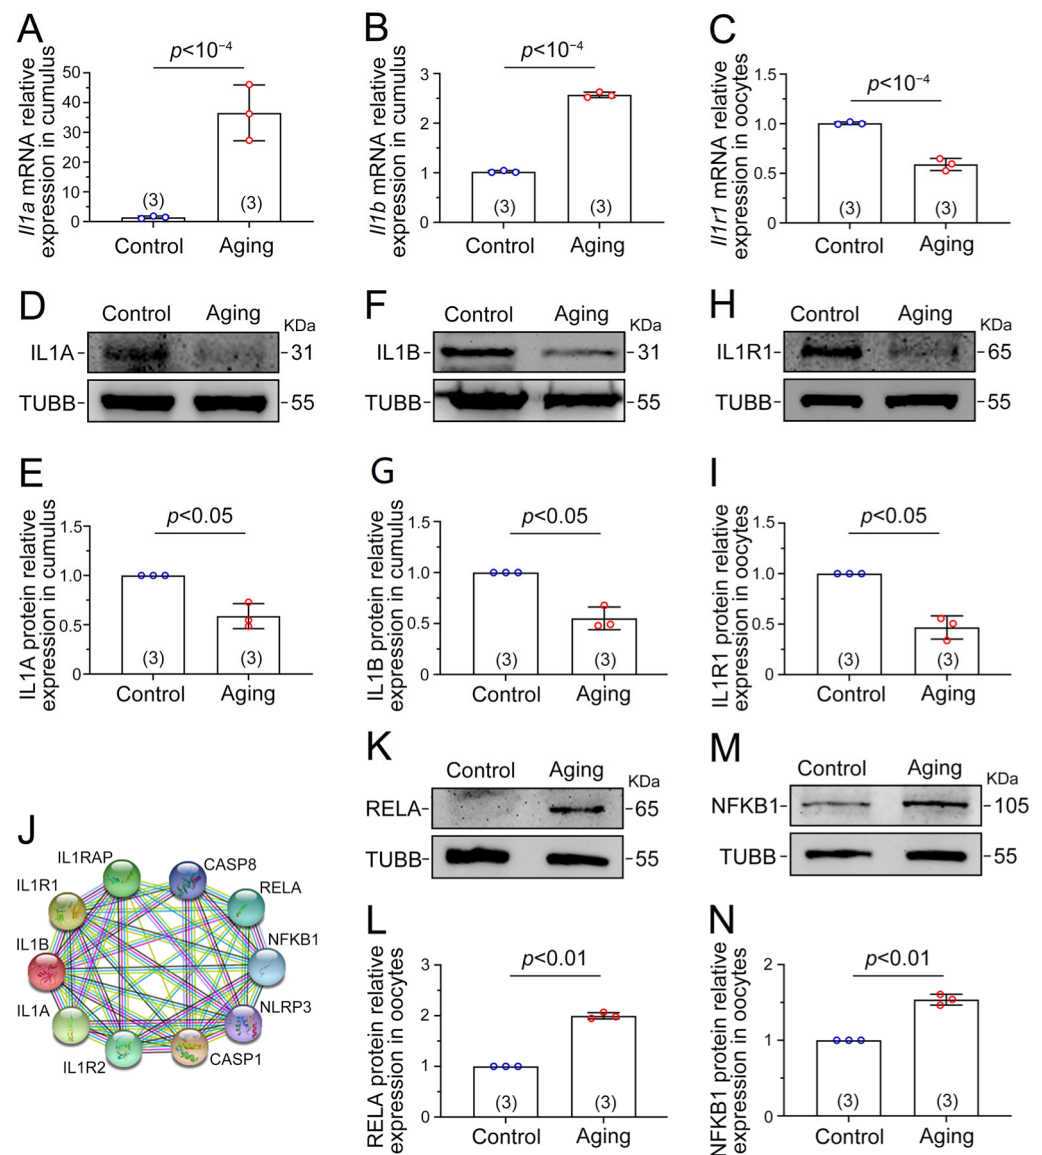 A
Il1a mRNA relative
expression in cumulus
p<10⁻⁴
50
40
30
20
10
0
(3)
(3)
Control
Aging
B
Il1b mRNA relative
expression in cumulus
p<10⁻⁴
3
2
1
0
(3)
(3)
Control
Aging
C
Il1r1 mRNA relative
expression in oocytes
p<10⁻⁴
1.5
1.0
0.5
0
(3)
(3)
Control
Aging
D
Control Aging
KDa
IL1A 31
TUBB 55
F
Control Aging
KDa
IL1B 31
TUBB 55
H
Control Aging
KDa
IL1R1 65
TUBB 55
E
IL1A protein relative
expression in cumulus
p<0.05
1.5
1.0
0.5
0
(3)
(3)
Control
Aging
G
IL1B protein relative
expression in cumulus
p<0.05
1.5
1.0
0.5
0
(3)
(3)
Control
Aging
I
IL1R1 protein relative
expression in oocytes
p<0.05
1.5
1.0
0.5
0
(3)
(3)
Control
Aging
J
IL1RAP
CASP8
IL1R1
RELA
IL1B
NFKB1
IL1A
NLRP3
IL1R2
CASP1
K
Control Aging
KDa
RELA 65
TUBB 55
M
Control Aging
KDa
NFKB1 105
TUBB 55
L
RELA protein relative
expression in oocytes
p<0.01
3
2
1
0
(3)
(3)
Control
Aging
N
NFKB1 protein relative
expression in oocytes
p<0.01
2
1
0
(3)
(3)
Control
Aging